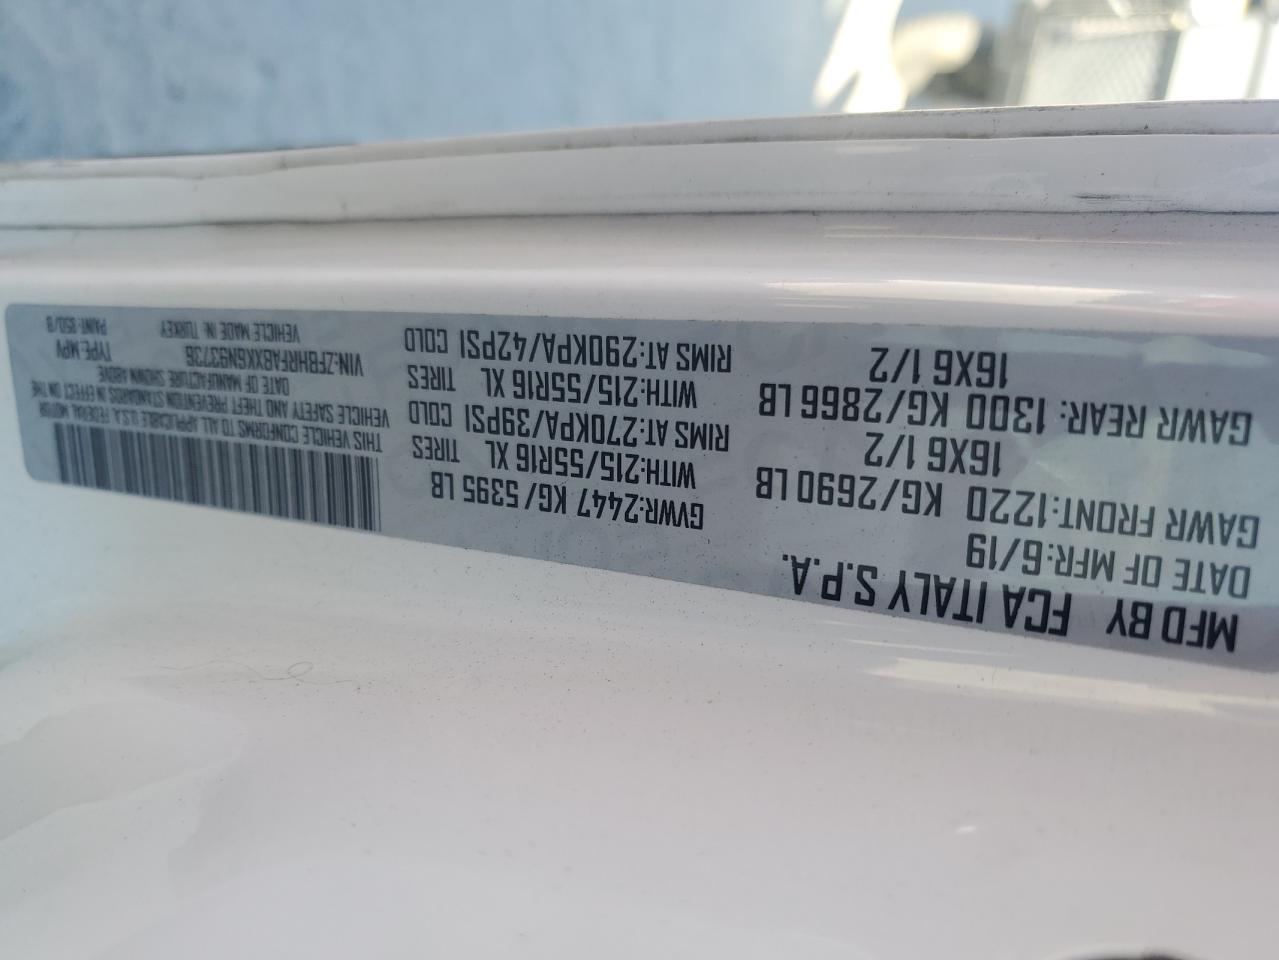 MFD BY FCA ITALY S.P.A.
DATE OF MFR:6/19 GVWR:2447 KG/5395 LB
GAWR FRONT:1220 KG/2690 LB WITH:215/55R16 XL TIRES
16X6 1/2 RIMS AT:270KPA/39PSI COLD
GAWR REAR: 1300 KG/2866 LB WITH:215/55R16 XL TIRES
16X6 1/2 RIMS AT:290KPA/42PSI COLD
THIS VEHICLE CONFORMS TO ALL APPLICABLE U.S.A. FEDERAL MOTOR
VEHICLE SAFETY AND THEFT PREVENTION STANDARDS IN EFFECT ON THE
DATE OF MANUFACTURE SHOWN ABOVE
VIN:ZFBHRFABXK6N93736 TYPE:MPV
VEHICLE MADE IN: TURKEY PAINT: 850/B